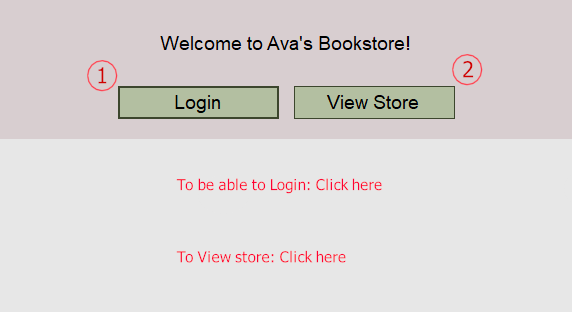 Welcome to Ava's Bookstore!
1
2
Login
View Store
To be able to Login: Click here
To View store: Click here